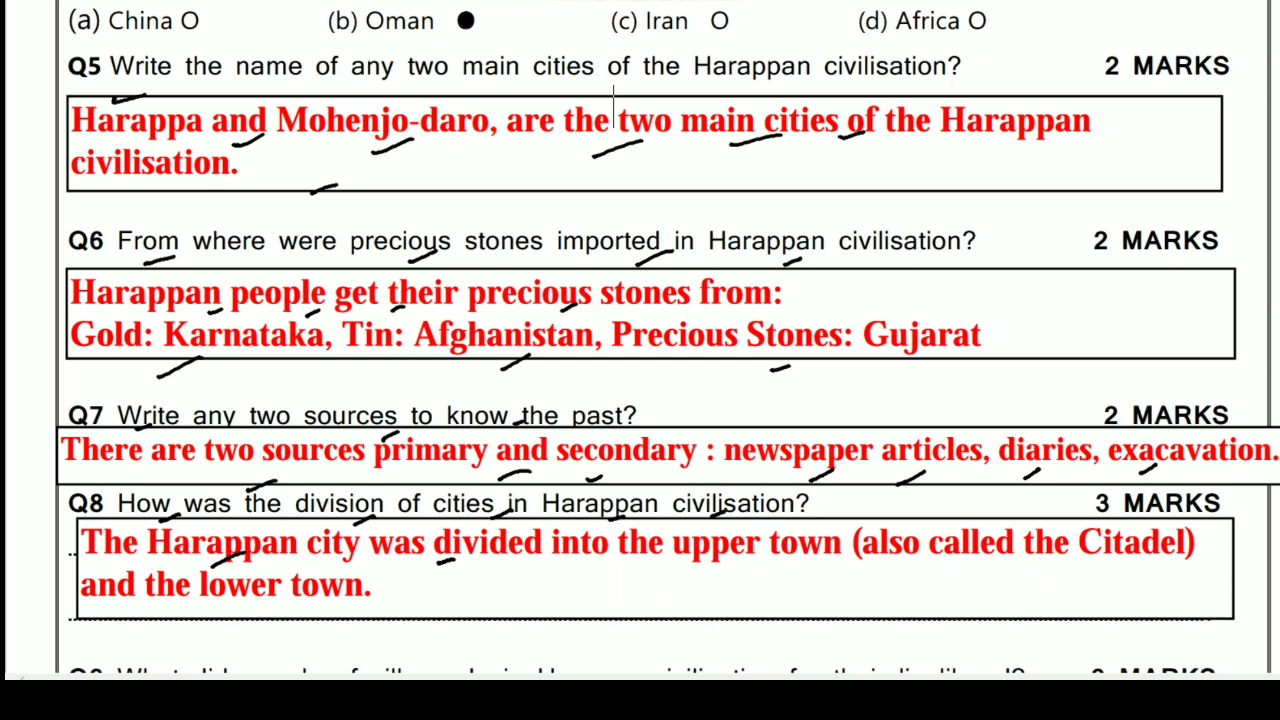 (a) China O (b) Oman ● (c) Iran O (d) Africa O
Q5 Write the name of any two main cities of the Harappan civilisation? 2 MARKS
Harappa and Mohenjo-daro, are the two main cities of the Harappan
civilisation.
Q6 From where were precious stones imported in Harappan civilisation? 2 MARKS
Harappan people get their precious stones from:
Gold: Karnataka, Tin: Afghanistan, Precious Stones: Gujarat
Q7 Write any two sources to know the past? 2 MARKS
There are two sources primary and secondary : newspaper articles, diaries, exacavation.
Q8 How was the division of cities in Harappan civilisation? 3 MARKS
The Harappan city was divided into the upper town (also called the Citadel)
and the lower town.